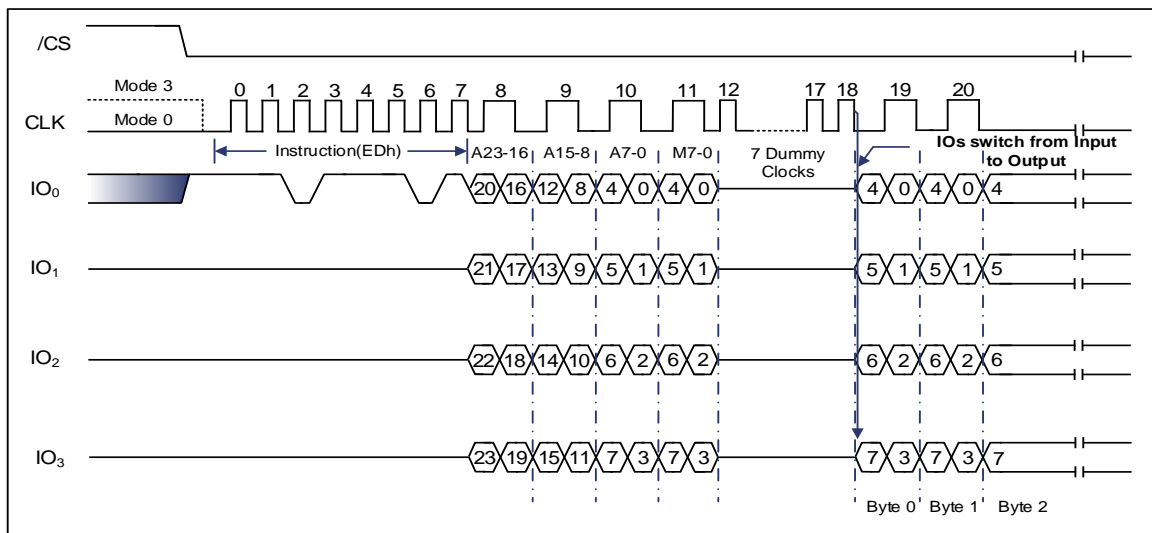 /CS
Mode 3
Mode 0
CLK
0 1 2 3 4 5 6 7 8 9 10 11 12 17 18 19 20
Instruction(EDh)
A23-16 A15-8 A7-0 M7-0
7 Dummy
Clocks
IOs switch from Input
to Output
IO0 20 16 12 8 4 0 4 0 4 0 4 0 4
IO1 21 17 13 9 5 1 5 1 5 1 5 1 5
IO2 22 18 14 10 6 2 6 2 6 2 6 2 6
IO3 23 19 15 11 7 3 7 3 7 3 7 3 7
Byte 0 Byte 1 Byte 2